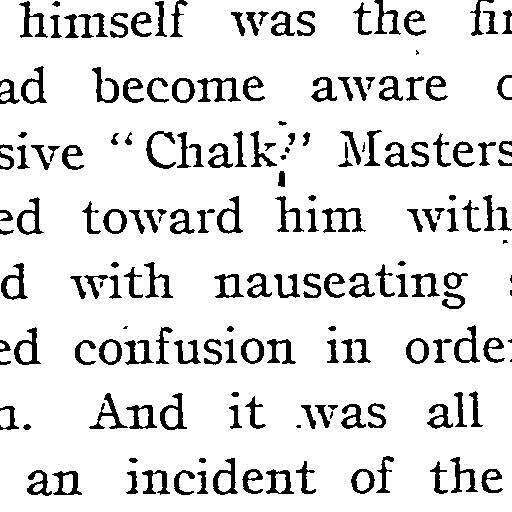 himself was the fi
ad become aware
sive “Chalk” Masters
ed toward him with
d with nauseating
ed confusion in order
n. And it was all
an incident of the